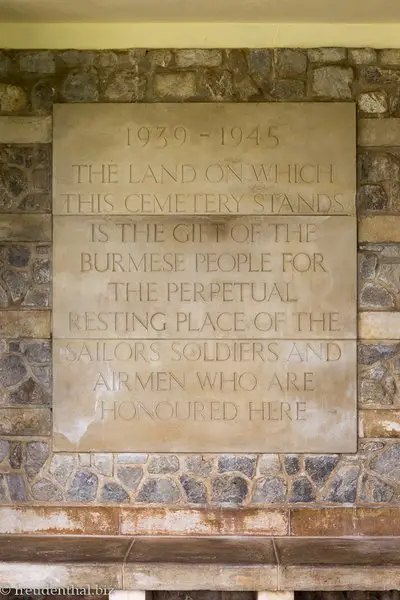 1939 - 1945
THE LAND ON WHICH
THIS CEMETERY STANDS
IS THE GIFT OF THE
BURMESE PEOPLE FOR
THE PERPETUAL
RESTING PLACE OF THE
SAILORS SOLDIERS AND
AIRMEN WHO ARE
HONOURED HERE
©freudenthal.biz